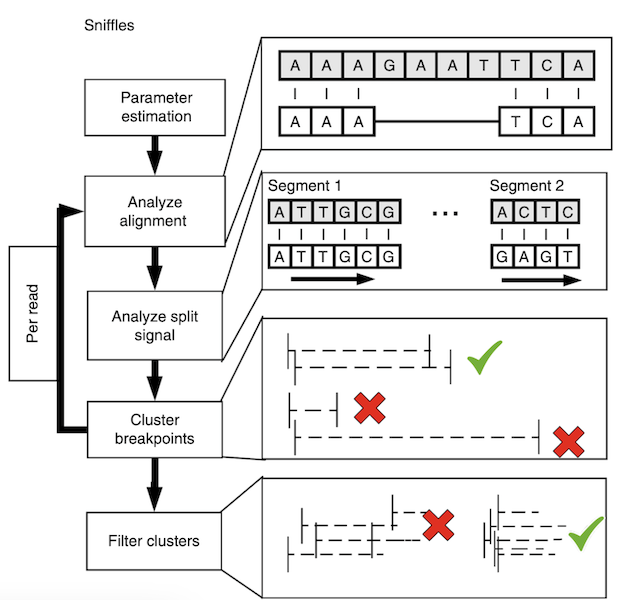 Sniffles
Parameter
estimation
A A A G A A T T C A
A A A T C A
Analyze
alignment
Segment 1
Segment 2
A T T G C G ... A C T C
A T T G C G G A G T
Analyze split
signal
Per read
Cluster
breakpoints
Filter clusters